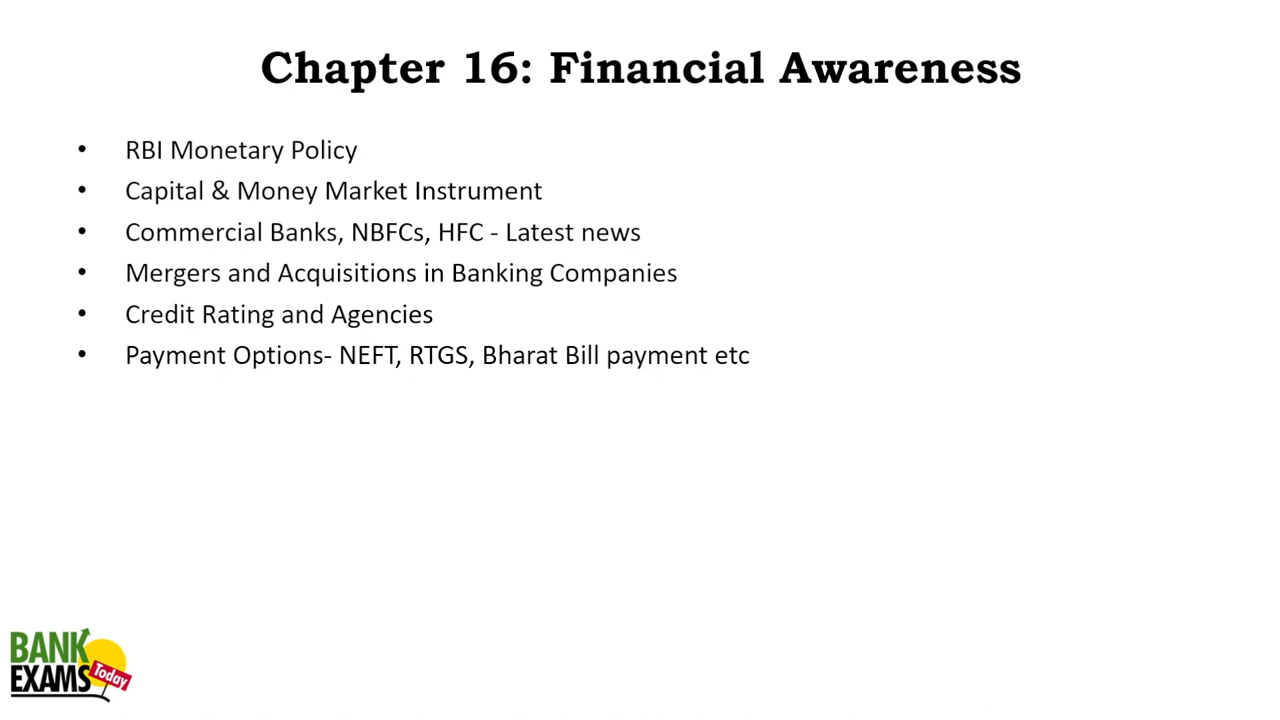 Chapter 16: Financial Awareness
• RBI Monetary Policy
• Capital & Money Market Instrument
• Commercial Banks, NBFCs, HFC - Latest news
• Mergers and Acquisitions in Banking Companies
• Credit Rating and Agencies
• Payment Options- NEFT, RTGS, Bharat Bill payment etc
BANK
EXAMS Today